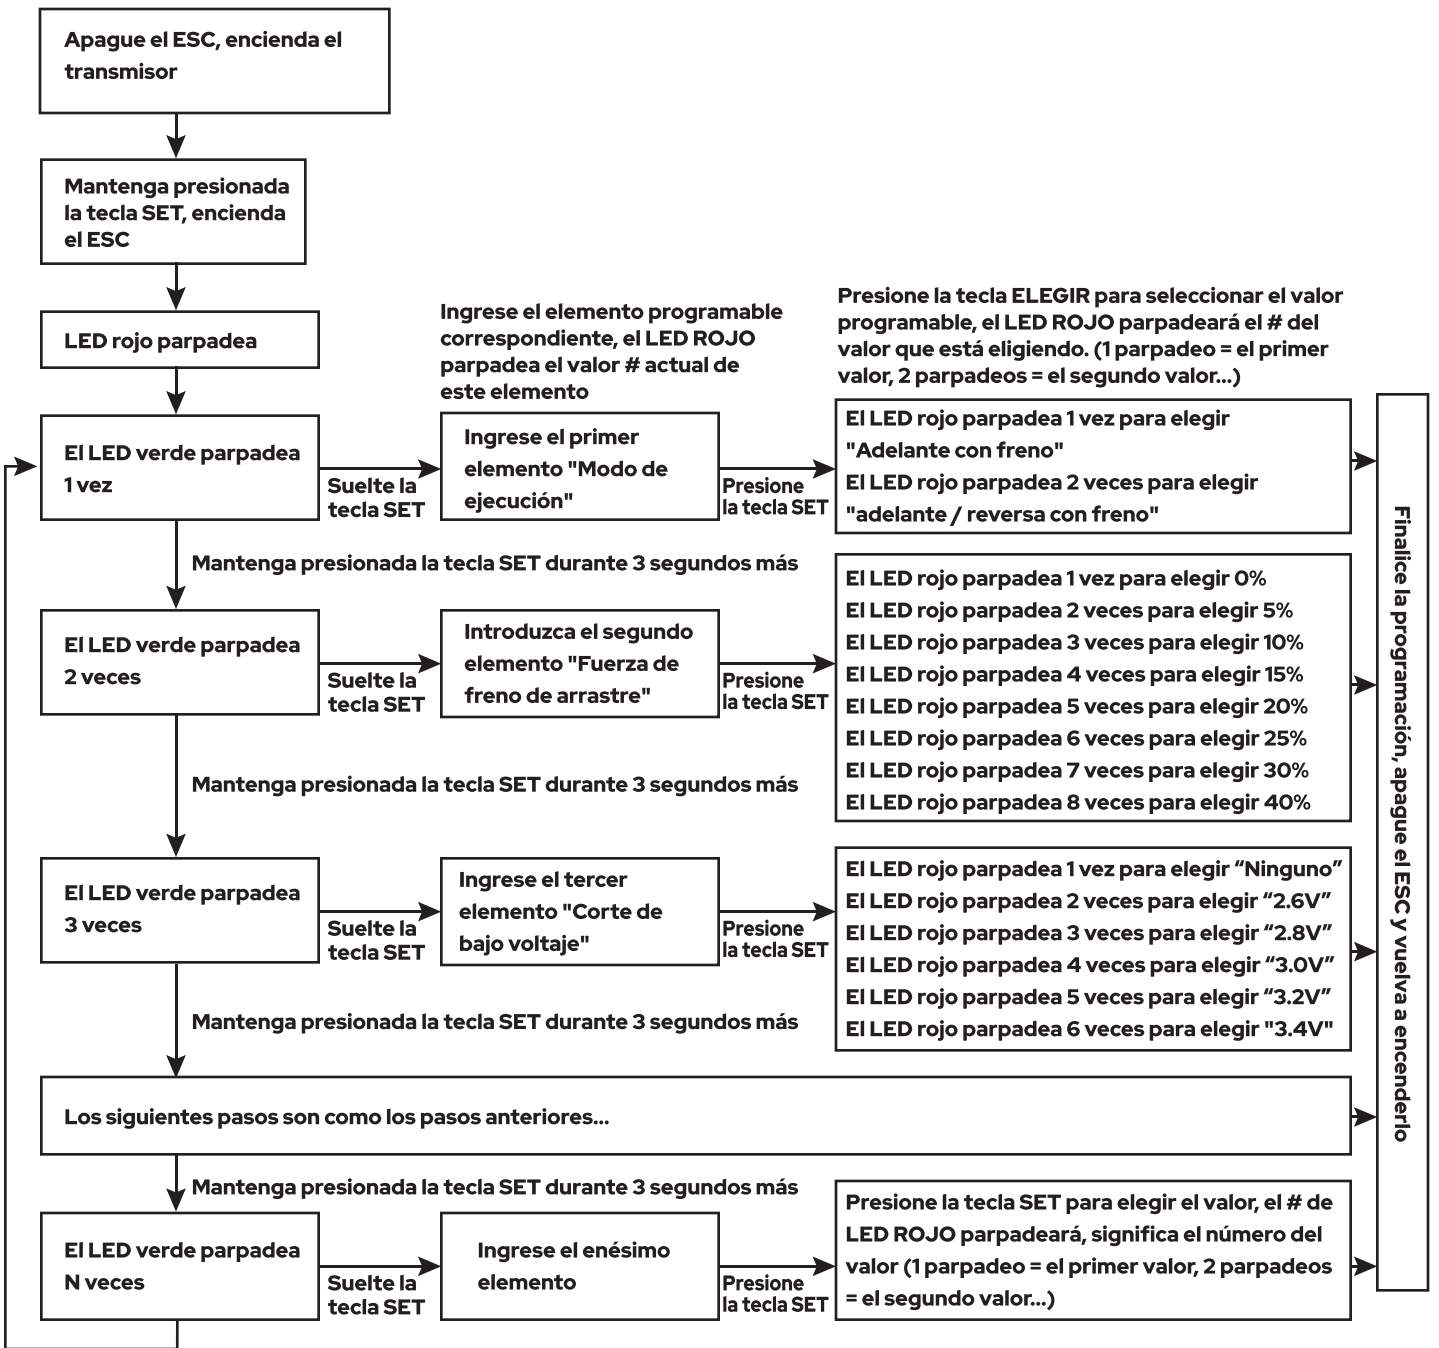 Apague el ESC, encienda el
transmisor
Mantenga presionada
la tecla SET, encienda
el ESC
LED rojo parpadea
Ingrese el elemento programable
correspondiente, el LED ROJO
parpadea el valor # actual de
este elemento
Presione la tecla ELEGIR para seleccionar el valor
programable, el LED ROJO parpadeará el # del
valor que está eligiendo. (1 parpadeo = el primer
valor, 2 parpadeos = el segundo valor...)
El LED verde parpadea
1 vez
Suelte la
tecla SET
Ingrese el primer
elemento "Modo de
ejecución"
Presione
la tecla SET
El LED rojo parpadea 1 vez para elegir
"Adelante con freno"
El LED rojo parpadea 2 veces para elegir
"adelante / reversa con freno"
Mantenga presionada la tecla SET durante 3 segundos más
El LED verde parpadea
2 veces
Suelte la
tecla SET
Introduzca el segundo
elemento "Fuerza de
freno de arrastre"
Presione
la tecla SET
El LED rojo parpadea 1 vez para elegir 0%
El LED rojo parpadea 2 veces para elegir 5%
El LED rojo parpadea 3 veces para elegir 10%
El LED rojo parpadea 4 veces para elegir 15%
El LED rojo parpadea 5 veces para elegir 20%
El LED rojo parpadea 6 veces para elegir 25%
El LED rojo parpadea 7 veces para elegir 30%
El LED rojo parpadea 8 veces para elegir 40%
Mantenga presionada la tecla SET durante 3 segundos más
El LED verde parpadea
3 veces
Suelte la
tecla SET
Ingrese el tercer
elemento "Corte de
bajo voltaje"
Presione
la tecla SET
El LED rojo parpadea 1 vez para elegir “Ninguno”
El LED rojo parpadea 2 veces para elegir “2.6V”
El LED rojo parpadea 3 veces para elegir “2.8V”
El LED rojo parpadea 4 veces para elegir “3.0V”
El LED rojo parpadea 5 veces para elegir “3.2V”
El LED rojo parpadea 6 veces para elegir "3.4V"
Mantenga presionada la tecla SET durante 3 segundos más
Los siguientes pasos son como los pasos anteriores...
Mantenga presionada la tecla SET durante 3 segundos más
El LED verde parpadea
N veces
Suelte la
tecla SET
Ingrese el enésimo
elemento
Presione
la tecla SET
Presione la tecla SET para elegir el valor, el # de
LED ROJO parpadeará, significa el número del
valor (1 parpadeo = el primer valor, 2 parpadeos
= el segundo valor...)
Finalice la programación, apague el ESC y vuelva a encenderlo